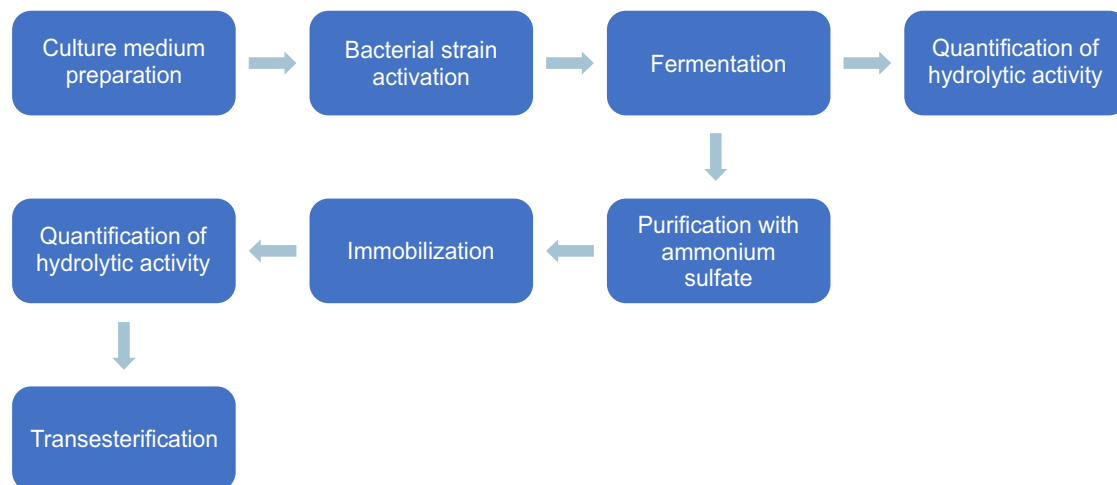 Culture medium
preparation
Bacterial strain
activation
Fermentation
Quantification of
hydrolytic activity
Quantification of
hydrolytic activity
Immobilization
Purification with
ammonium
sulfate
Transesterification